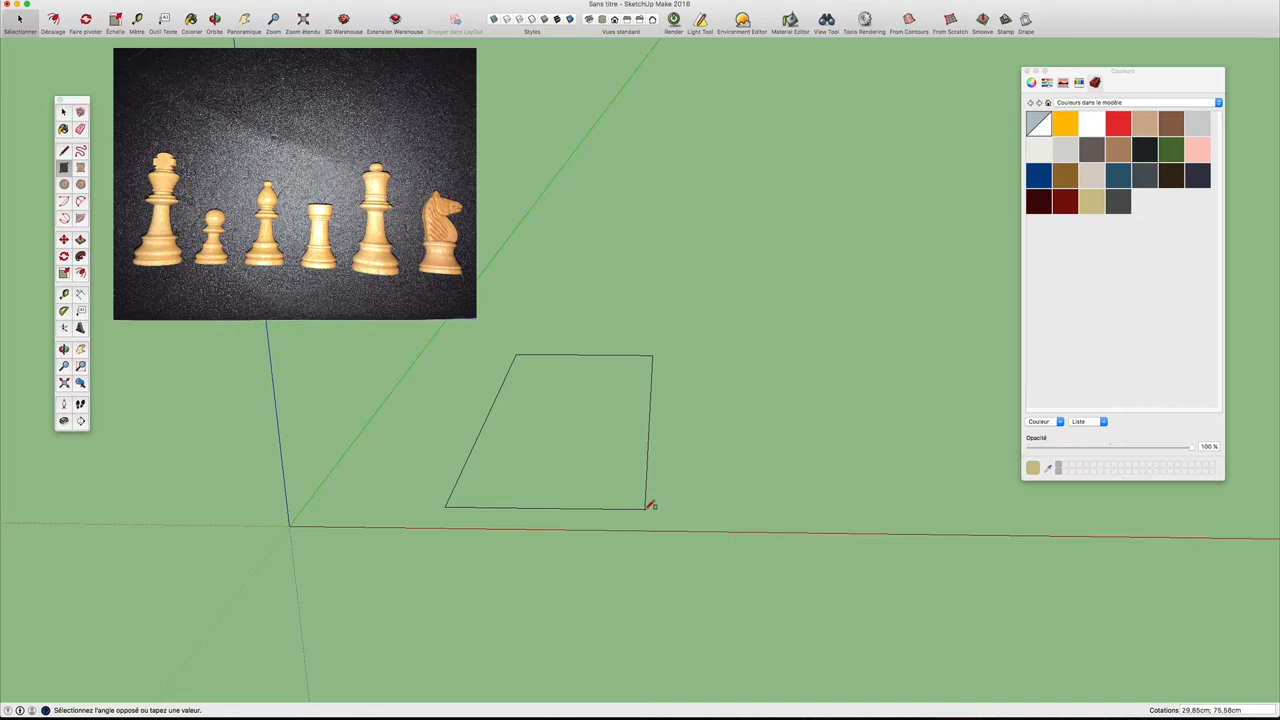 Sans titre - SketchUp Make 2016
Sélectionner Décalage Faire pivoter Échelle Mètre Outil Texte Colorier Orbite Panoramique Zoom Zoom étendu 3D Warehouse Extension Warehouse Envoyer dans LayOut Styles Vues standard Render Light Tool Environment Editor Material Editor View Tool Tools Rendering From Contours From Scratch Smoove Stamp Drape
Couleurs
Couleurs dans le modèle
Couleur Liste
Opacité
100 %
Sélectionnez l'angle opposé ou tapez une valeur.
Cotations 29,85cm; 75,58cm